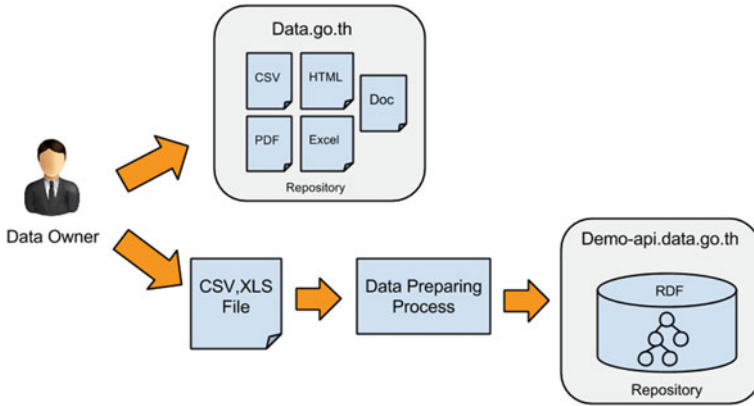 Data.go.th
CSV
HTML
Doc
PDF
Excel
Repository
Data Owner
CSV,XLS
File
Data Preparing
Process
Demo-api.data.go.th
RDF
Repository